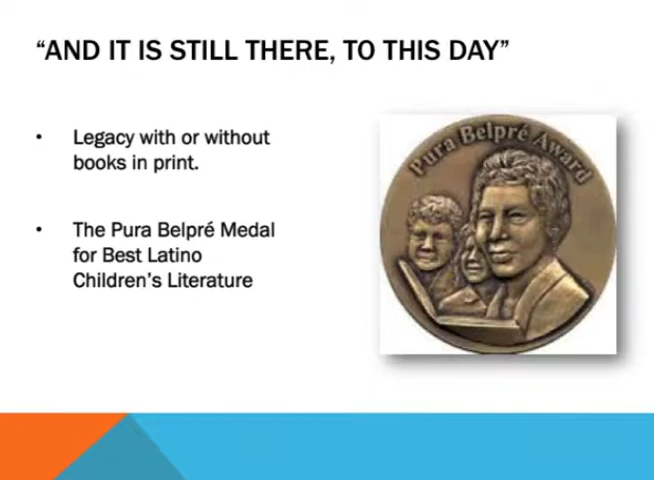 “AND IT IS STILL THERE, TO THIS DAY”
• Legacy with or without
books in print.
• The Pura Belpré Medal
for Best Latino
Children’s Literature
Pura Belpré Award